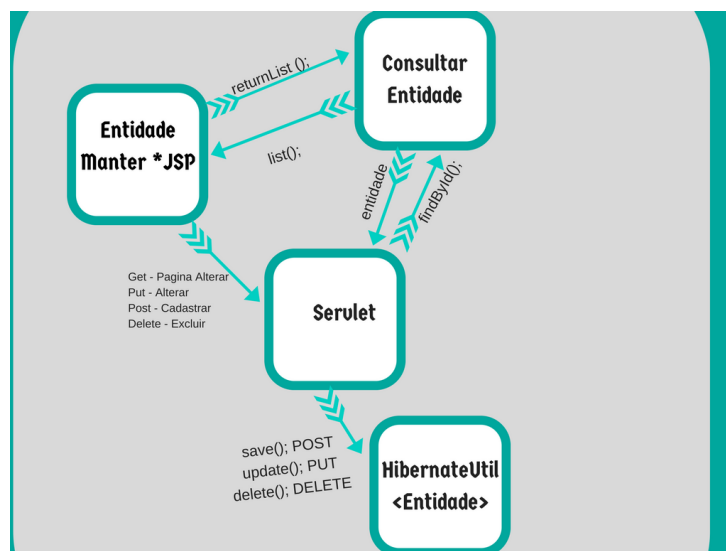 Consultar
Entidade
returnList ();
Entidade
Manter *JSP
list();
entidade
findById();
Get - Pagina Alterar
Put - Alterar
Post - Cadastrar
Delete - Excluir
Servlet
save(); POST
update(); PUT
delete(); DELETE
HibernateUtil
<Entidade>